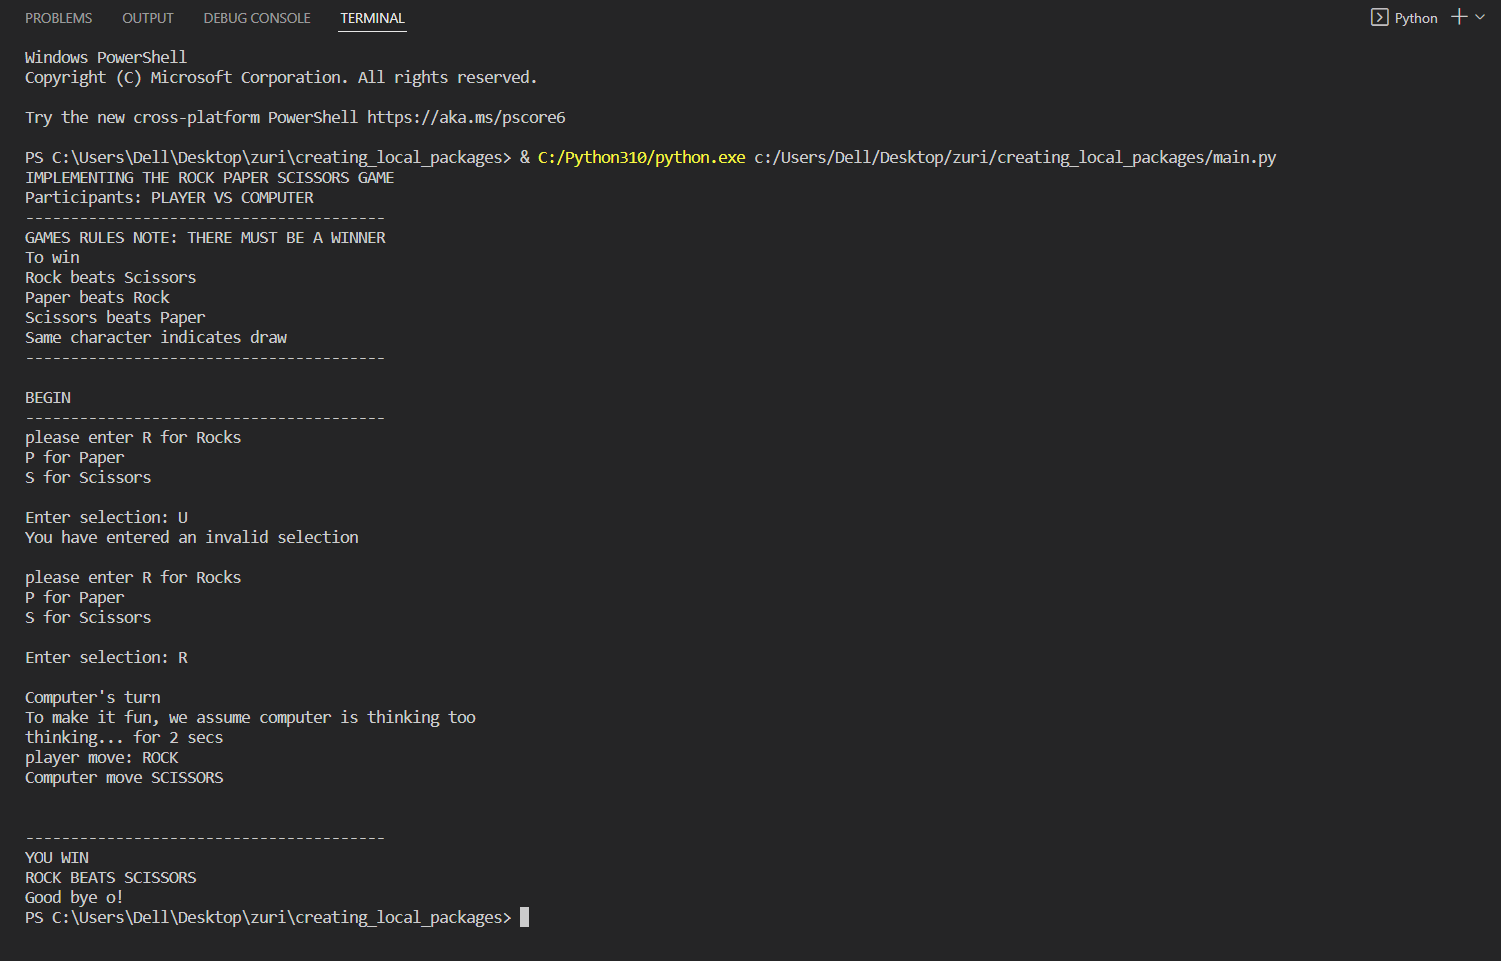 PROBLEMS OUTPUT DEBUG CONSOLE TERMINAL Python
Windows PowerShell
Copyright (C) Microsoft Corporation. All rights reserved.
Try the new cross-platform PowerShell https://aka.ms/pscore6
PS C:\Users\Dell\Desktop\zuri\creating_local_packages> & C:/Python310/python.exe c:/Users/Dell/Desktop/zuri/creating_local_packages/main.py
IMPLEMENTING THE ROCK PAPER SCISSORS GAME
Participants: PLAYER VS COMPUTER
----------------------------------------
GAMES RULES NOTE: THERE MUST BE A WINNER
To win
Rock beats Scissors
Paper beats Rock
Scissors beats Paper
Same character indicates draw
----------------------------------------
BEGIN
----------------------------------------
please enter R for Rocks
P for Paper
S for Scissors
Enter selection: U
You have entered an invalid selection
please enter R for Rocks
P for Paper
S for Scissors
Enter selection: R
Computer's turn
To make it fun, we assume computer is thinking too
thinking... for 2 secs
player move: ROCK
Computer move SCISSORS
----------------------------------------
YOU WIN
ROCK BEATS SCISSORS
Good bye o!
PS C:\Users\Dell\Desktop\zuri\creating_local_packages>